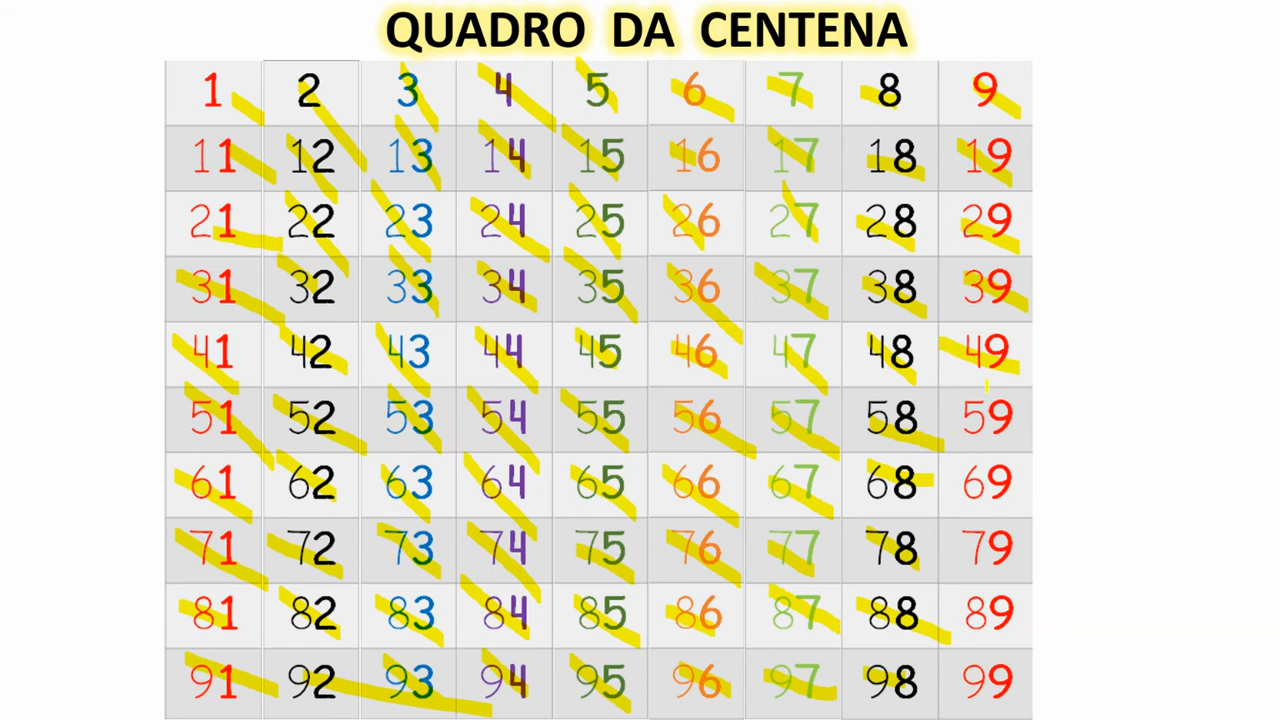 QUADRO DA CENTENA
1 2 3 4 5 6 7 8 9
11 12 13 14 15 16 17 18 19
21 22 23 24 25 26 27 28 29
31 32 33 34 35 36 37 38 39
41 42 43 44 45 46 47 48 49
51 52 53 54 55 56 57 58 59
61 62 63 64 65 66 67 68 69
71 72 73 74 75 76 77 78 79
81 82 83 84 85 86 87 88 89
91 92 93 94 95 96 97 98 99